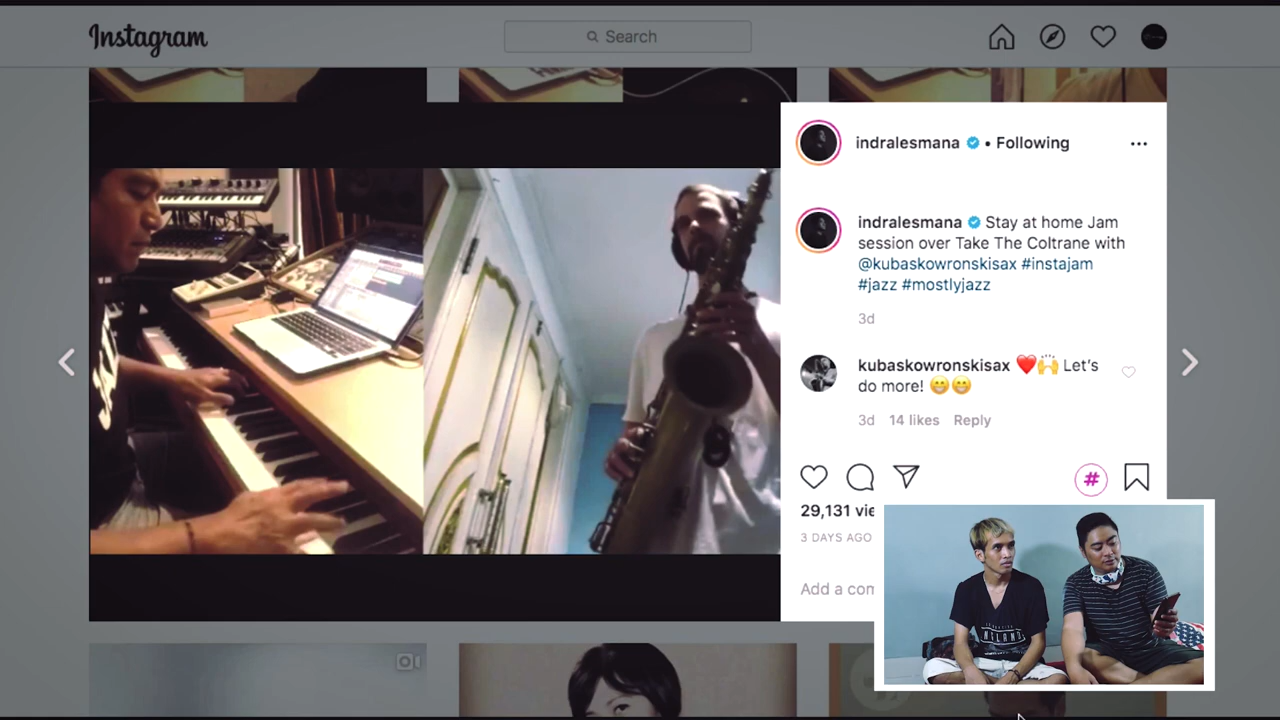 Instagram
Search
indralesmana • Following
indralesmana Stay at home Jam
session over Take The Coltrane with
@kubaskowronskisax #instajam
#jazz #mostlyjazz
3d
kubaskowronskisax ❤️🙌 Let's
do more! 😁😁
3d 14 likes Reply
#
29,131 vie
3 DAYS AGO
Add a com